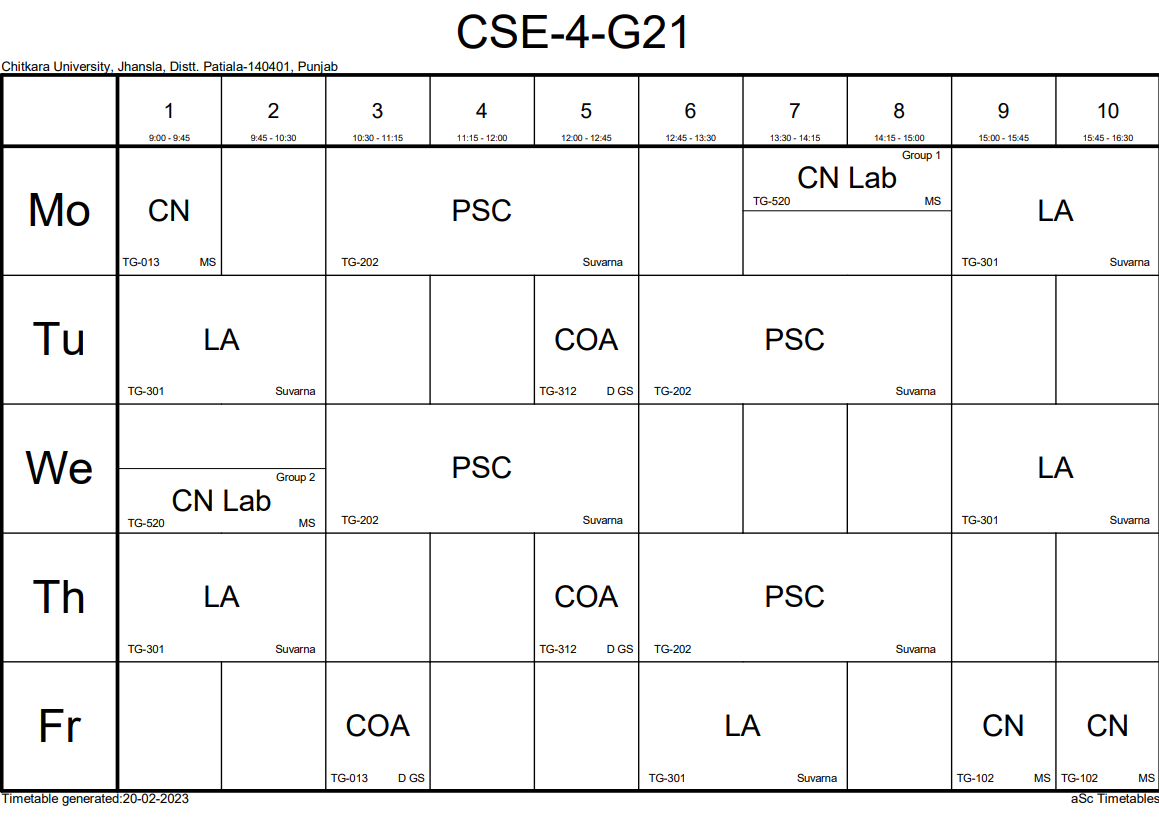 CSE-4-G21
Chitkara University, Jhansla, Distt. Patiala-140401, Punjab
1 2 3 4 5 6 7 8 9 10
9:00 - 9:45 9:45 - 10:30 10:30 - 11:15 11:15 - 12:00 12:00 - 12:45 12:45 - 13:30 13:30 - 14:15 14:15 - 15:00 15:00 - 15:45 15:45 - 16:30
Group 1
CN Lab
TG-520 MS
Mo CN PSC LA
TG-013 MS TG-202 Suvarna TG-301 Suvarna
Tu LA COA PSC
TG-301 Suvarna TG-312 D GS TG-202 Suvarna
We PSC LA
Group 2
CN Lab
TG-520 MS TG-202 Suvarna TG-301 Suvarna
Th LA COA PSC
TG-301 Suvarna TG-312 D GS TG-202 Suvarna
Fr COA LA CN CN
TG-013 D GS TG-301 Suvarna TG-102 MS TG-102 MS
Timetable generated:20-02-2023 aSc Timetables